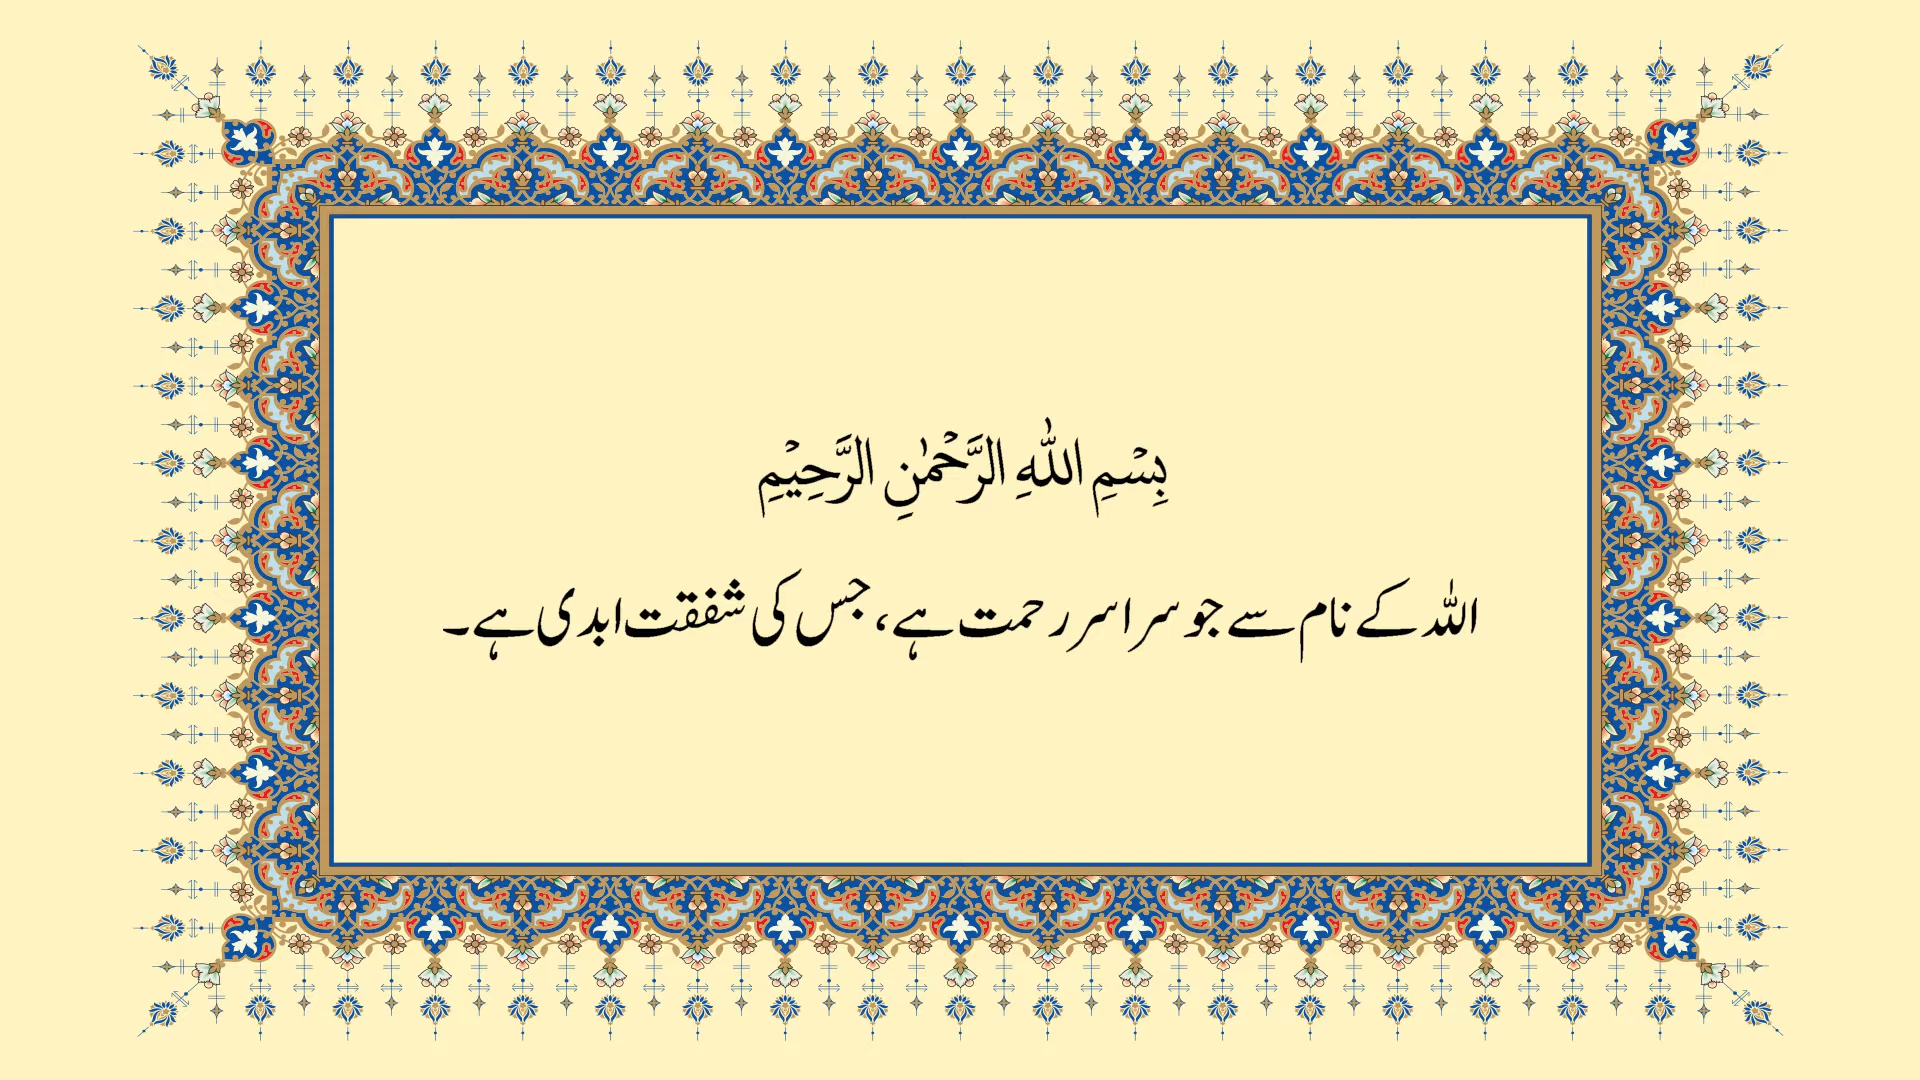 بِسْمِ اللّٰهِ الرَّحْمٰنِ الرَّحِيْمِ
اللہ کے نام سے جو سراسر رحمت ہے، جس کی شفقت ابدی ہے۔